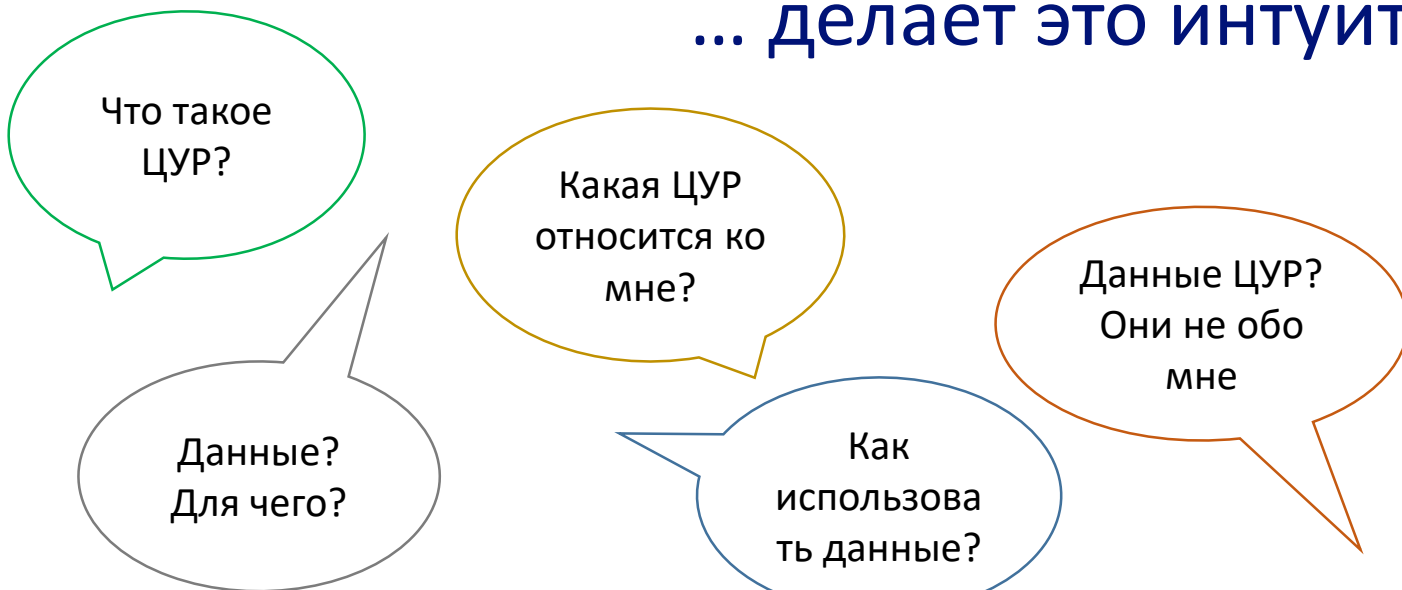 ... делает это интуит
Что такое
ЦУР?
Какая ЦУР
относится ко
мне?
Данные ЦУР?
Они не обо
мне
Данные?
Для чего?
Как
использова
ть данные?